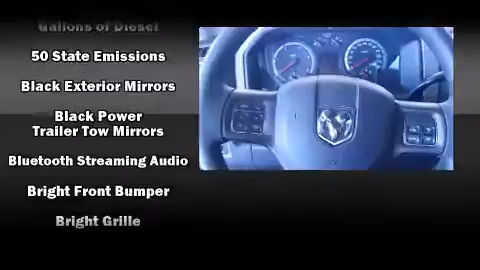 Gallons of Diesel
50 State Emissions
Black Exterior Mirrors
Black Power
Trailer Tow Mirrors
Bluetooth Streaming Audio
Bright Front Bumper
Bright Grille